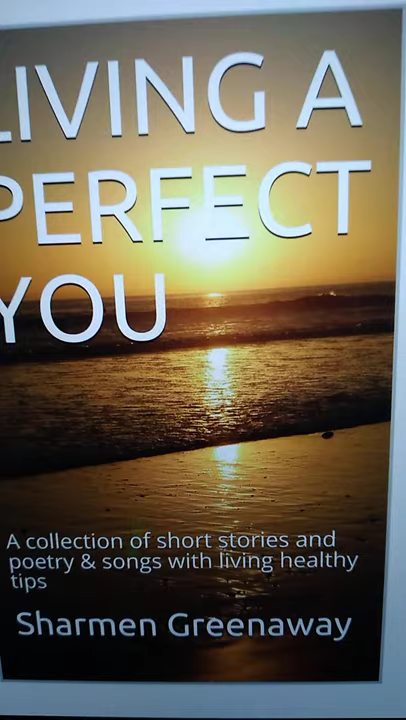 LIVING A
PERFECT
YOU
A collection of short stories and
poetry & songs with living healthy
tips
Sharmen Greenaway